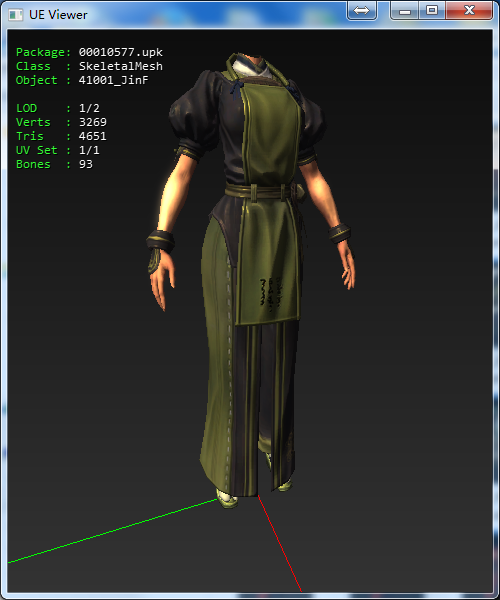 UE Viewer
Package: 00010577.upk
Class : SkeletalMesh
Object : 41001_JinF
LOD : 1/2
Verts : 3269
Tris : 4651
UV Set : 1/1
Bones : 93